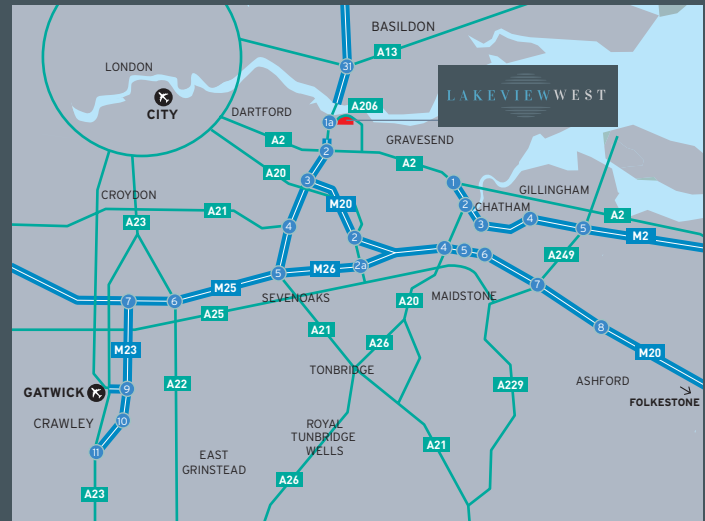 BASILDON
A13
LONDON
31
CITY
LAKEVIEWWEST
DARTFORD
A206
1a
A2
GRAVESEND
2
A2
A20
3
1
CROYDON
M20
GILLINGHAM
A21
2
CHATHAM
A2
A23
4
3
4
5
M2
2
A249
4
5
6
M26
2a
5
SEVENOAKS
M25
7
6
A25
A20
MAIDSTONE
7
A21
A26
8
M23
M20
TONBRIDGE
A22
A229
ASHFORD
GATWICK
9
FOLKESTONE
CRAWLEY
10
ROYAL
TUNBRIDGE
WELLS
A21
11
EAST
GRINSTEAD
A26
A23